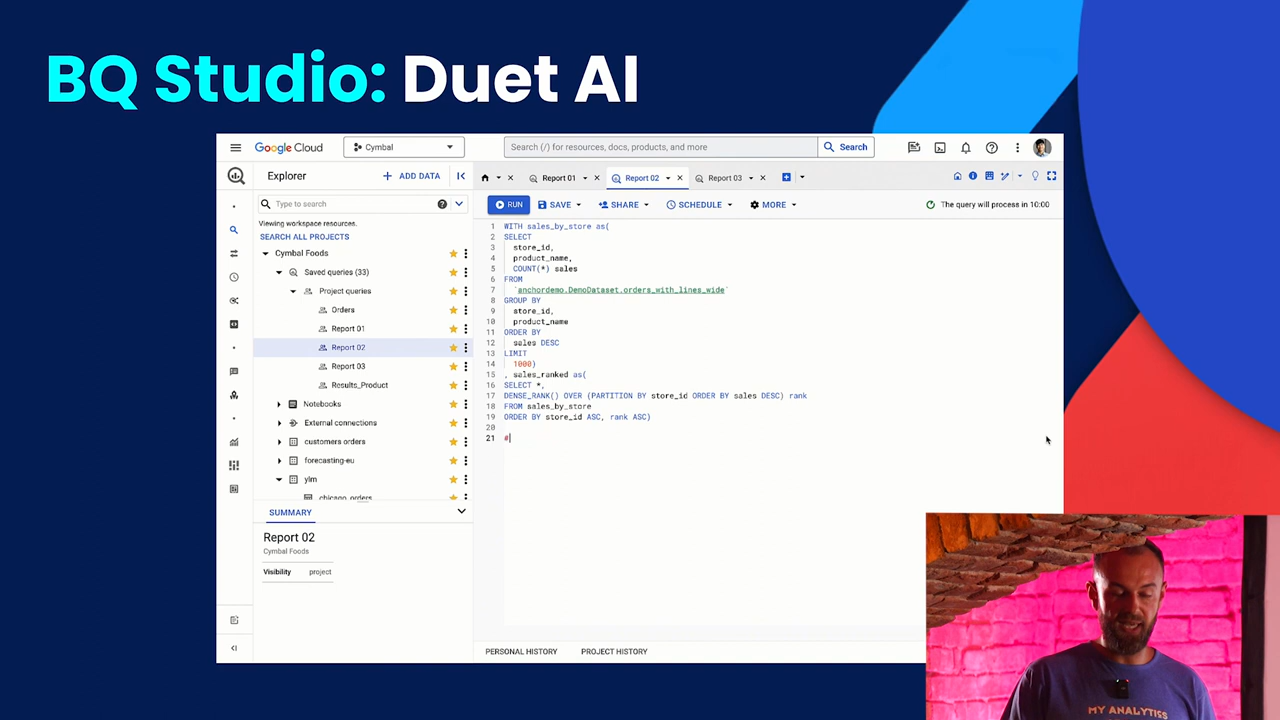 BQ Studio: Duet AI
Google Cloud
Cymbal
Search (/) for resources, docs, products, and more
Search
Explorer
+ ADD DATA
Report 01
Report 02
Report 03
Type to search
RUN
SAVE
SHARE
SCHEDULE
MORE
The query will process in 10:00
Viewing workspace resources.
SEARCH ALL PROJECTS
Cymbal Foods
Saved queries (33)
Project queries
Orders
Report 01
Report 02
Report 03
Results_Product
Notebooks
External connections
customers orders
forecasting-eu
ylm
chicago_orders
SUMMARY
Report 02
Cymbal Foods
Visibility project
1 WITH sales_by_store as(
2 SELECT
3 store_id,
4 product_name,
5 COUNT(*) sales
6 FROM
7 `anchordemo.DemoDataset.orders_with_lines_wide`
8 GROUP BY
9 store_id,
10 product_name
11 ORDER BY
12 sales DESC
13 LIMIT
14 1000)
15 , sales_ranked as(
16 SELECT *,
17 DENSE_RANK() OVER (PARTITION BY store_id ORDER BY sales DESC) rank
18 FROM sales_by_store
19 ORDER BY store_id ASC, rank ASC)
20
21 #
PERSONAL HISTORY
PROJECT HISTORY
MY ANALYTICS